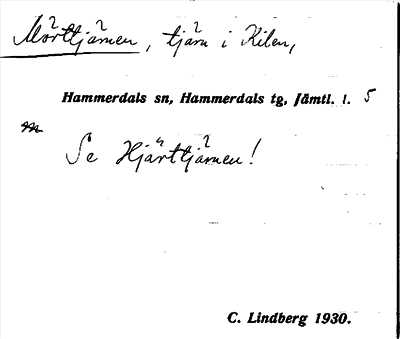 Mörttjärnen, tjärn i Kilen,
Hammerdals sn, Hammerdals tg, Jämtl. l. 5
Se Hjärttjärnen!
C. Lindberg 1930.